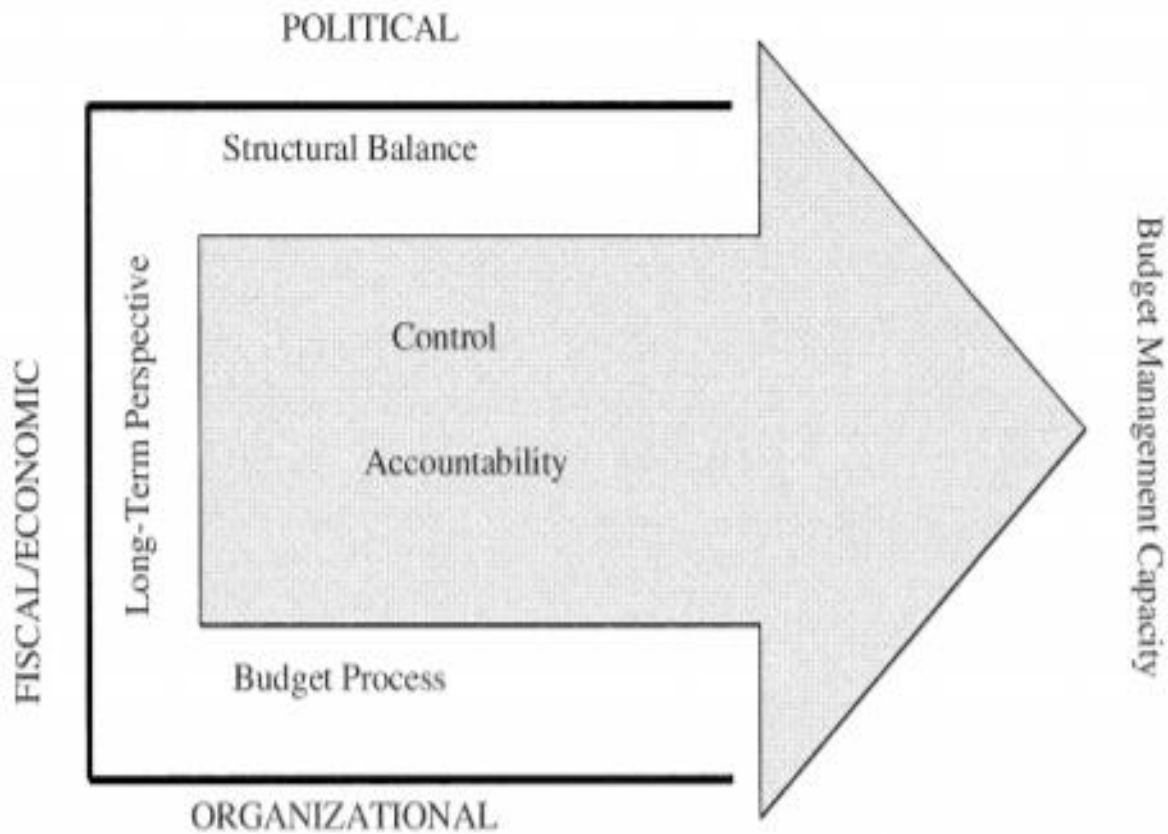 POLITICAL
Structural Balance
FISCAL/ECONOMIC
Long-Term Perspective
Control
Accountability
Budget Management Capacity
Budget Process
ORGANIZATIONAL